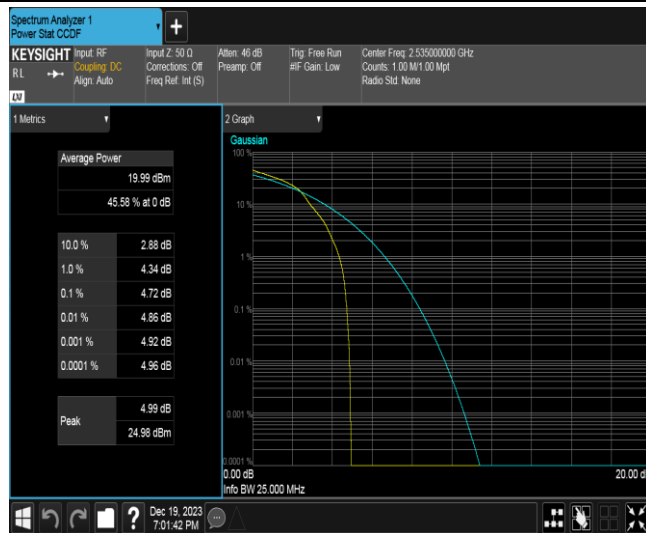 Spectrum Analyzer 1
Power Stat CCDF
KEYSIGHT
RL
Input: RF
Coupling: DC
Align: Auto
Input Z: 50 Ω
Corrections: Off
Freq Ref: Int (S)
Atten: 46 dB
Preamp: Off
Trig: Free Run
#IF Gain: Low
Center Freq: 2.535000000 GHz
Counts: 1.00 M/1.00 Mpt
Radio Std: None
1 Metrics
Average Power
19.99 dBm
45.58 % at 0 dB
10.0 % 2.88 dB
1.0 % 4.34 dB
0.1 % 4.72 dB
0.01 % 4.86 dB
0.001 % 4.92 dB
0.0001 % 4.96 dB
Peak
4.99 dB
24.98 dBm
2 Graph
Gaussian
100 %
10 %
1 %
0.1 %
0.01 %
0.001 %
0.0001 %
0.00 dB
20.00 d
Info BW 25.000 MHz
Dec 19, 2023
7:01:42 PM